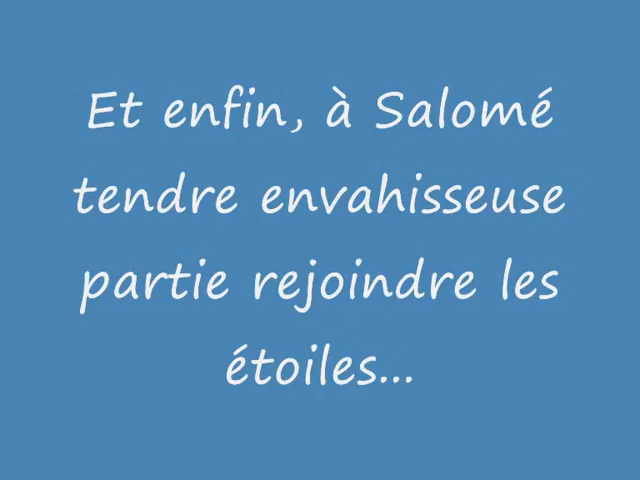 Et enfin, à Salomé
tendre envahisseuse
partie rejoindre les
étoiles...